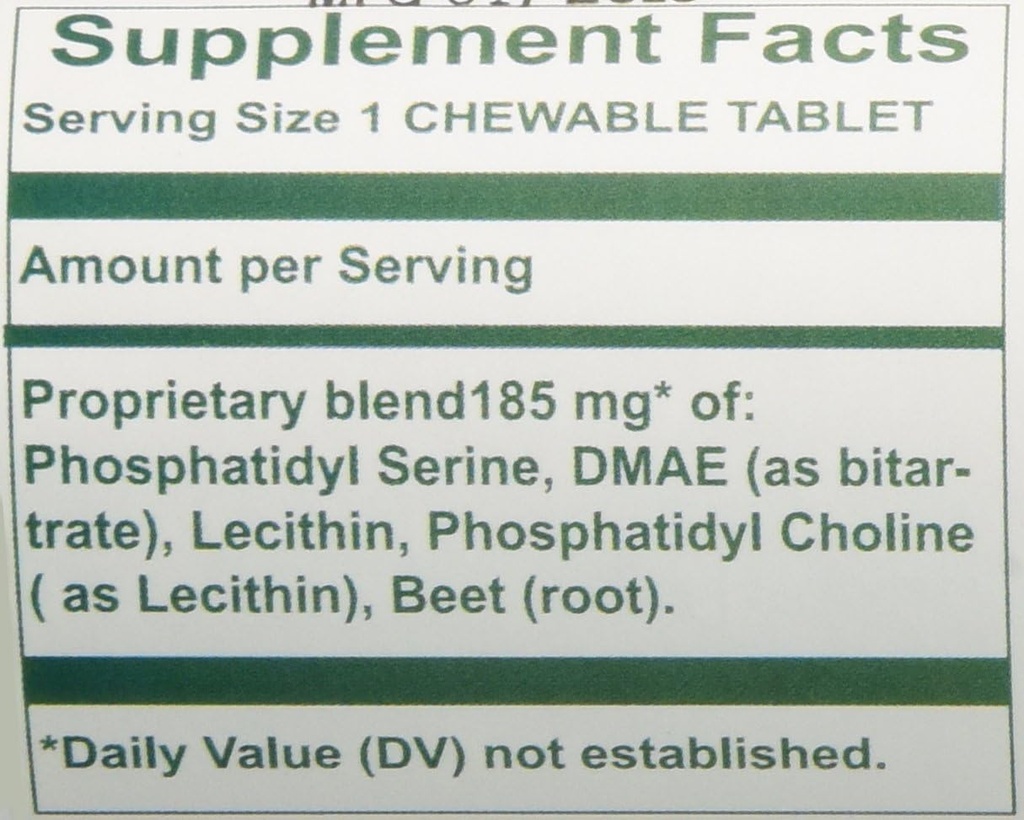 Supplement Facts
Serving Size 1 CHEWABLE TABLET
Amount per Serving
Proprietary blend185 mg* of:
Phosphatidyl Serine, DMAE (as bitar-
trate), Lecithin, Phosphatidyl Choline
( as Lecithin), Beet (root).
*Daily Value (DV) not established.